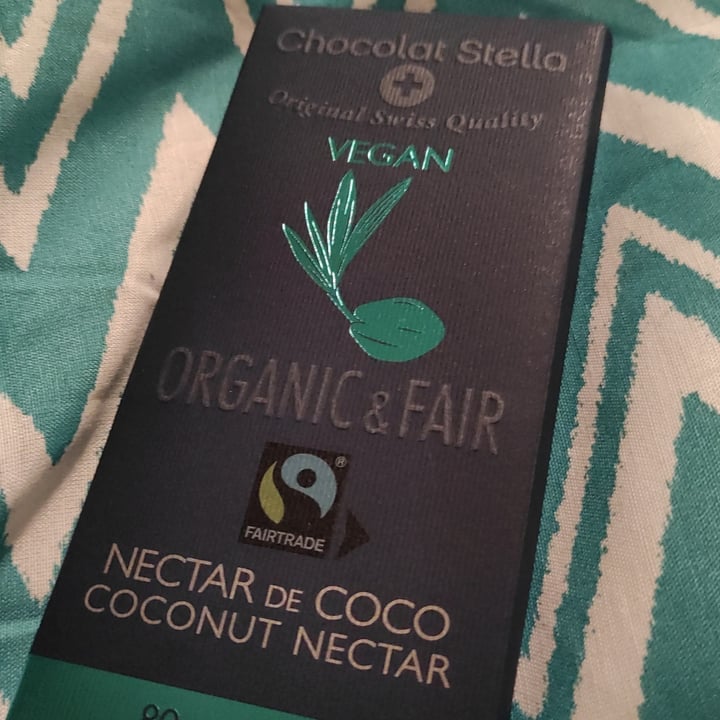 Chocolat Stella
Original Swiss Quality
VEGAN
ORGANIC & FAIR
®
FAIRTRADE
NECTAR DE COCO
COCONUT NECTAR